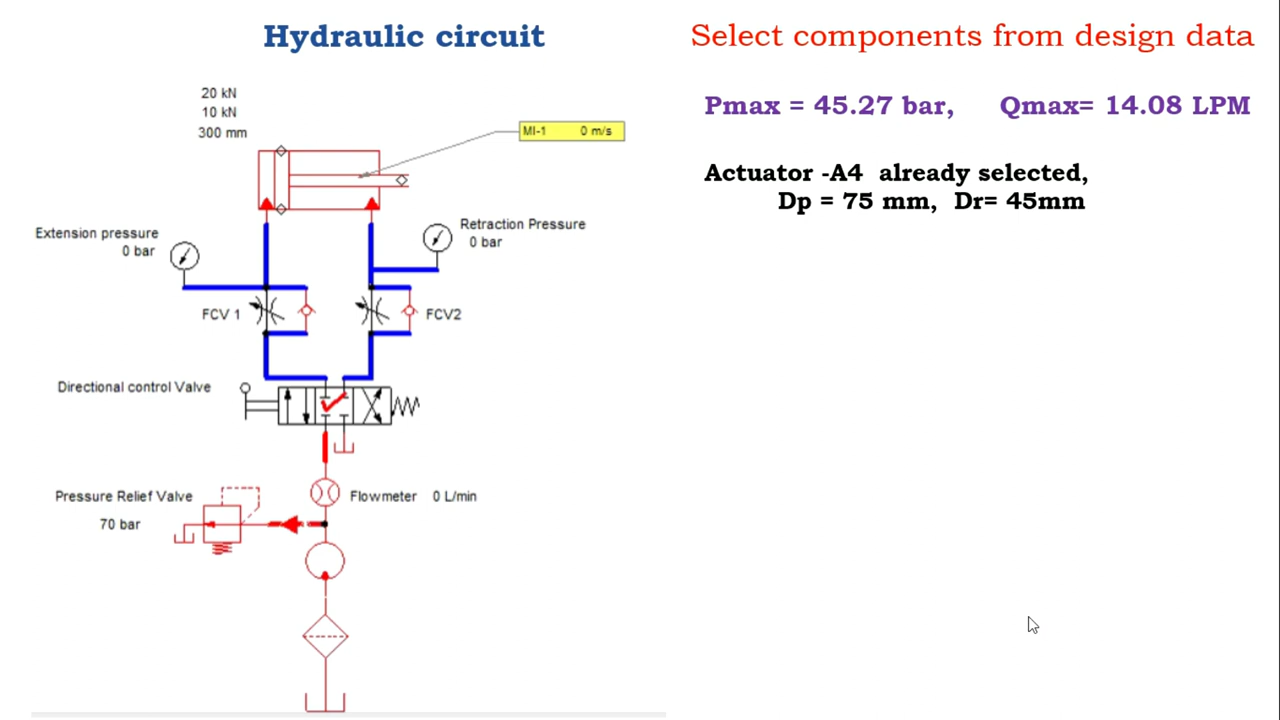 Hydraulic circuit
Select components from design data
20 kN
10 kN
300 mm
MI-1 0 m/s
Pmax = 45.27 bar, Qmax= 14.08 LPM
Actuator -A4 already selected,
Dp = 75 mm, Dr= 45mm
Extension pressure
0 bar
Retraction Pressure
0 bar
FCV 1
FCV2
Directional control Valve
Pressure Relief Valve
70 bar
Flowmeter 0 L/min